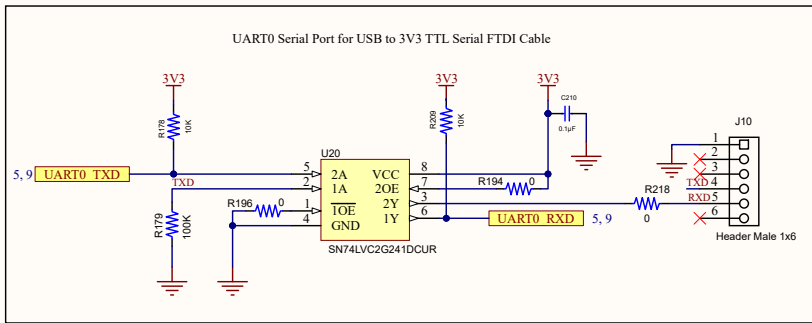 UART0 Serial Port for USB to 3V3 TTL Serial FTDI Cable
3V3
3V3
3V3
R178
10K
R209
10K
C210
0.1µF
J10
U20
5, 9 UART0_TXD
TXD
5 2A VCC 8
2 1A 2OE 7
1 1OE 2Y 3
4 GND 1Y 6
R179
100K
R196 0
R194 0
R218
0
UART0_RXD 5, 9
SN74LVC2G241DCUR
1
2
3
TXD 4
RXD 5
6
Header Male 1x6